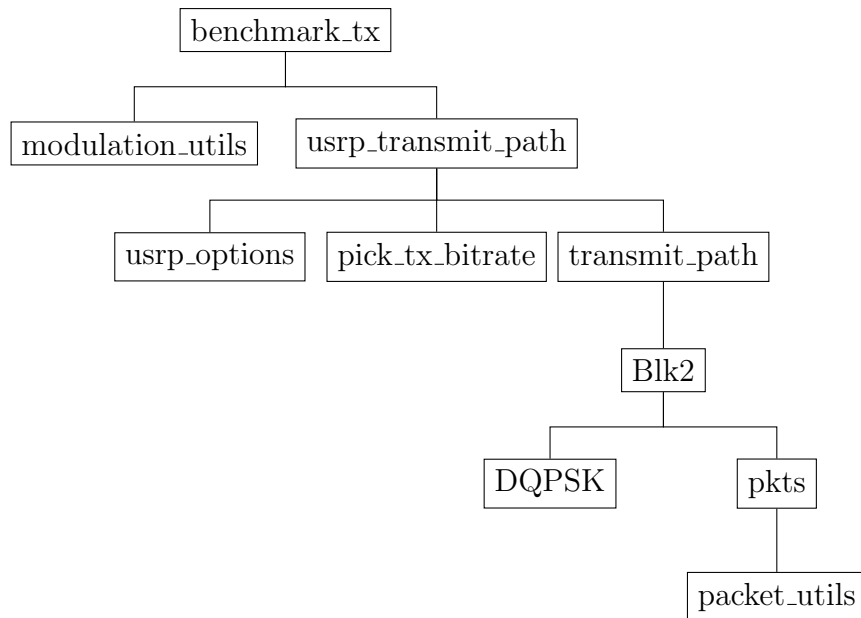 benchmark_tx
modulation_utils
usrp_transmit_path
usrp_options
pick_tx_bitrate
transmit_path
Blk2
DQPSK
pkts
packet_utils